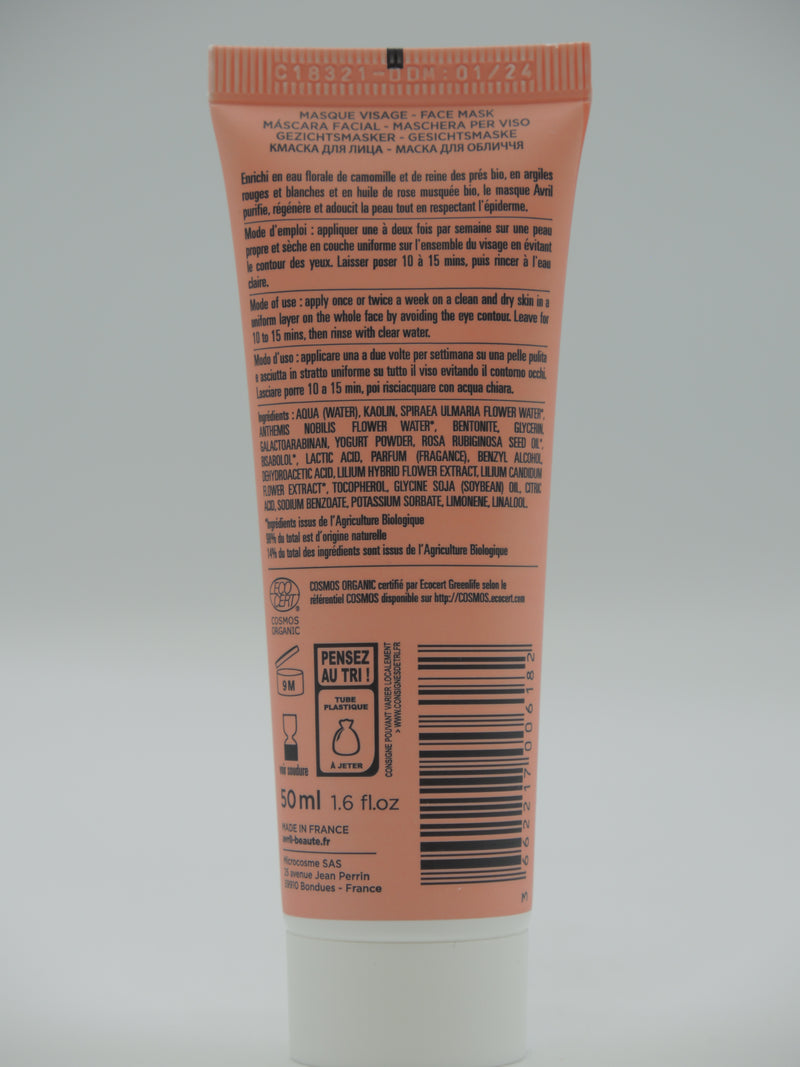 C18321-DDM:01/24
MASQUE VISAGE - FACE MASK
MÁSCARA FACIAL - MASCHERA PER VISO
GEZICHTSMASKER - GESICHTSMASKE
КМАСКА ДЛЯ ЛИЦА - МАСКА ДЛЯ ОБЛИЧЧЯ
Enrichi en eau florale de camomille et de reine des prés bio, en argiles
rouges et blanches et en huile de rose musquée bio, le masque Avril
purifie, régénère et adoucit la peau tout en respectant l'épiderme.
Mode d'emploi : appliquer une à deux fois par semaine sur une peau
propre et sèche en couche uniforme sur l'ensemble du visage en évitant
le contour des yeux. Laisser poser 10 à 15 mins, puis rincer à l'eau
claire.
Mode of use : apply once or twice a week on a clean and dry skin in a
uniform layer on the whole face by avoiding the eye contour. Leave for
10 to 15 mins, then rinse with clear water.
Modo d'uso : applicare una a due volte per settimana su una pelle pulita
e asciutta in stratto uniforme su tutto il viso evitando il contorno occhi.
Lasciare porre 10 a 15 min, poi risciacquare con acqua chiara.
Ingrédients : AQUA (WATER), KAOLIN, SPIRAEA ULMARIA FLOWER WATER*,
ANTHEMIS NOBILIS FLOWER WATER*, BENTONITE, GLYCERIN,
GALACTOARABINAN, YOGURT POWDER, ROSA RUBIGINOSA SEED OIL*,
BISABOLOL*, LACTIC ACID, PARFUM (FRAGANCE), BENZYL ALCOHOL,
DEHYDROACETIC ACID, LILIUM HYBRID FLOWER EXTRACT, LILIUM CANDIDUM
FLOWER EXTRACT*, TOCOPHEROL, GLYCINE SOJA (SOYBEAN) OIL, CITRIC
ACID, SODIUM BENZOATE, POTASSIUM SORBATE, LIMONENE, LINALOOL.
*Ingrédients issus de l'Agriculture Biologique
98% du total est d'origine naturelle
14% du total des ingrédients sont issus de l'Agriculture Biologique
ECO
CERT®
COSMOS
ORGANIC
COSMOS ORGANIC certifié par Ecocert Greenlife selon le
référentiel COSMOS disponible sur http://COSMOS.ecocert.com
9M
voir soudure
PENSEZ
AU TRI !
TUBE
PLASTIQUE
À JETER
CONSIGNE POUVANT VARIER LOCALEMENT
> WWW.CONSIGNESDETRI.FR
3 662217 006182
50ml 1.6 fl.oz
MADE IN FRANCE
avril-beaute.fr
Microcosme SAS
25 avenue Jean Perrin
59910 Bondues - France